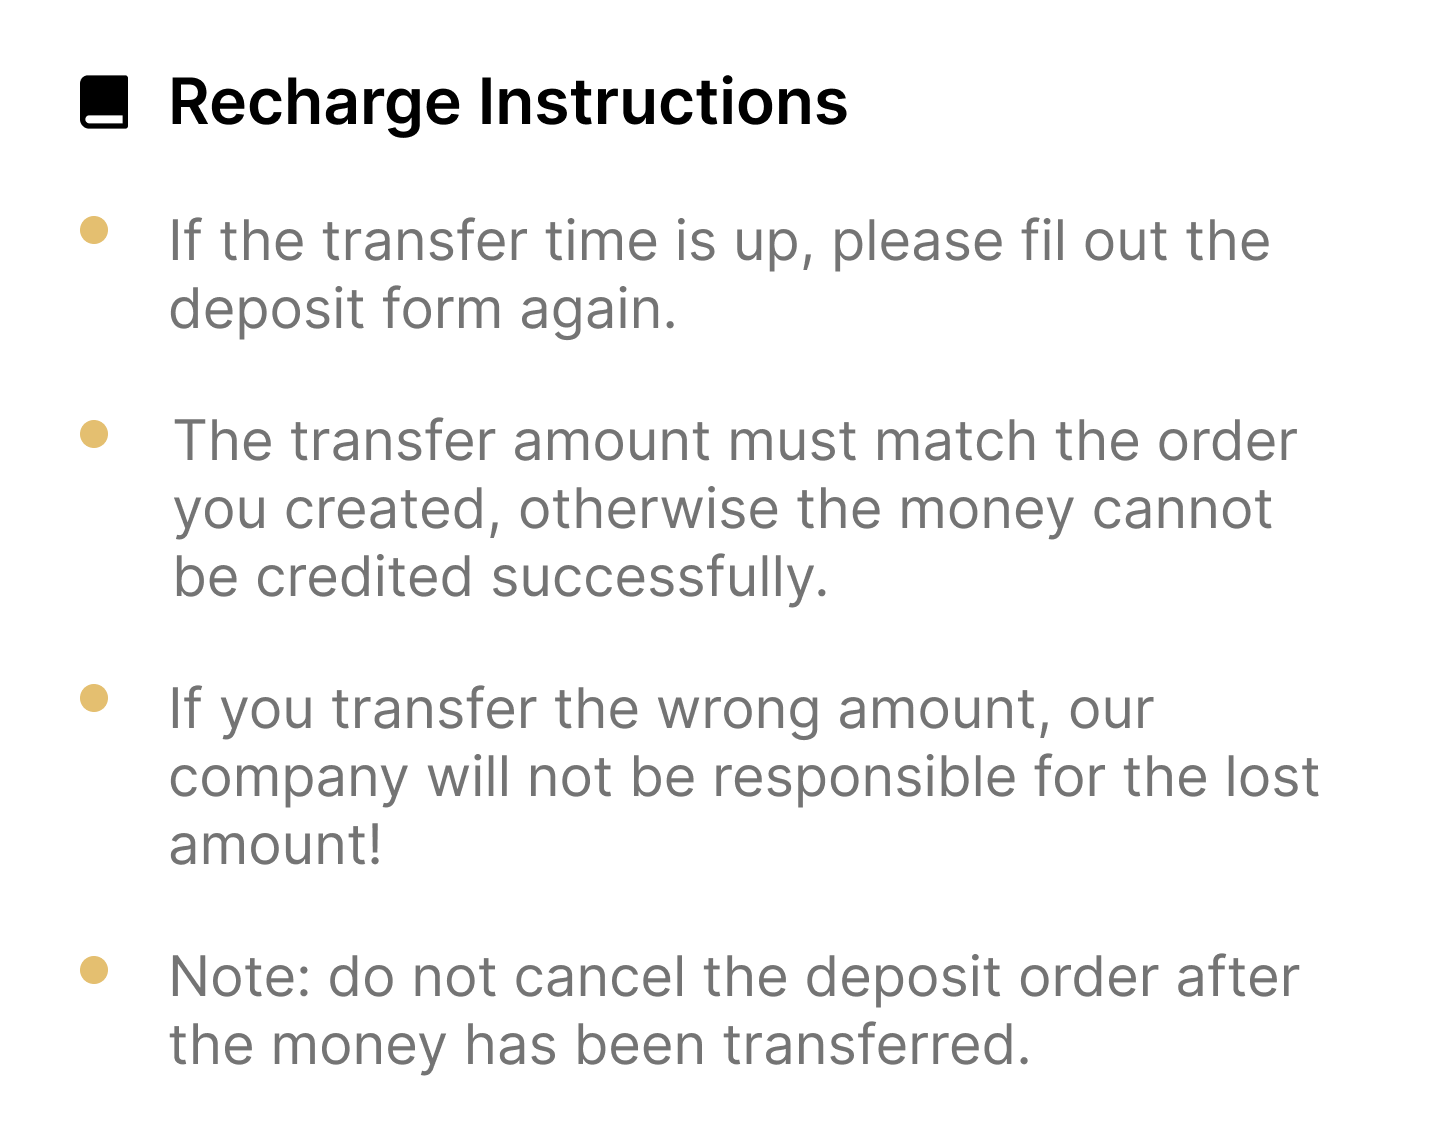 Recharge Instructions
If the transfer time is up, please fil out the
deposit form again.
The transfer amount must match the order
you created, otherwise the money cannot
be credited successfully.
If you transfer the wrong amount, our
company will not be responsible for the lost
amount!
Note: do not cancel the deposit order after
the money has been transferred.